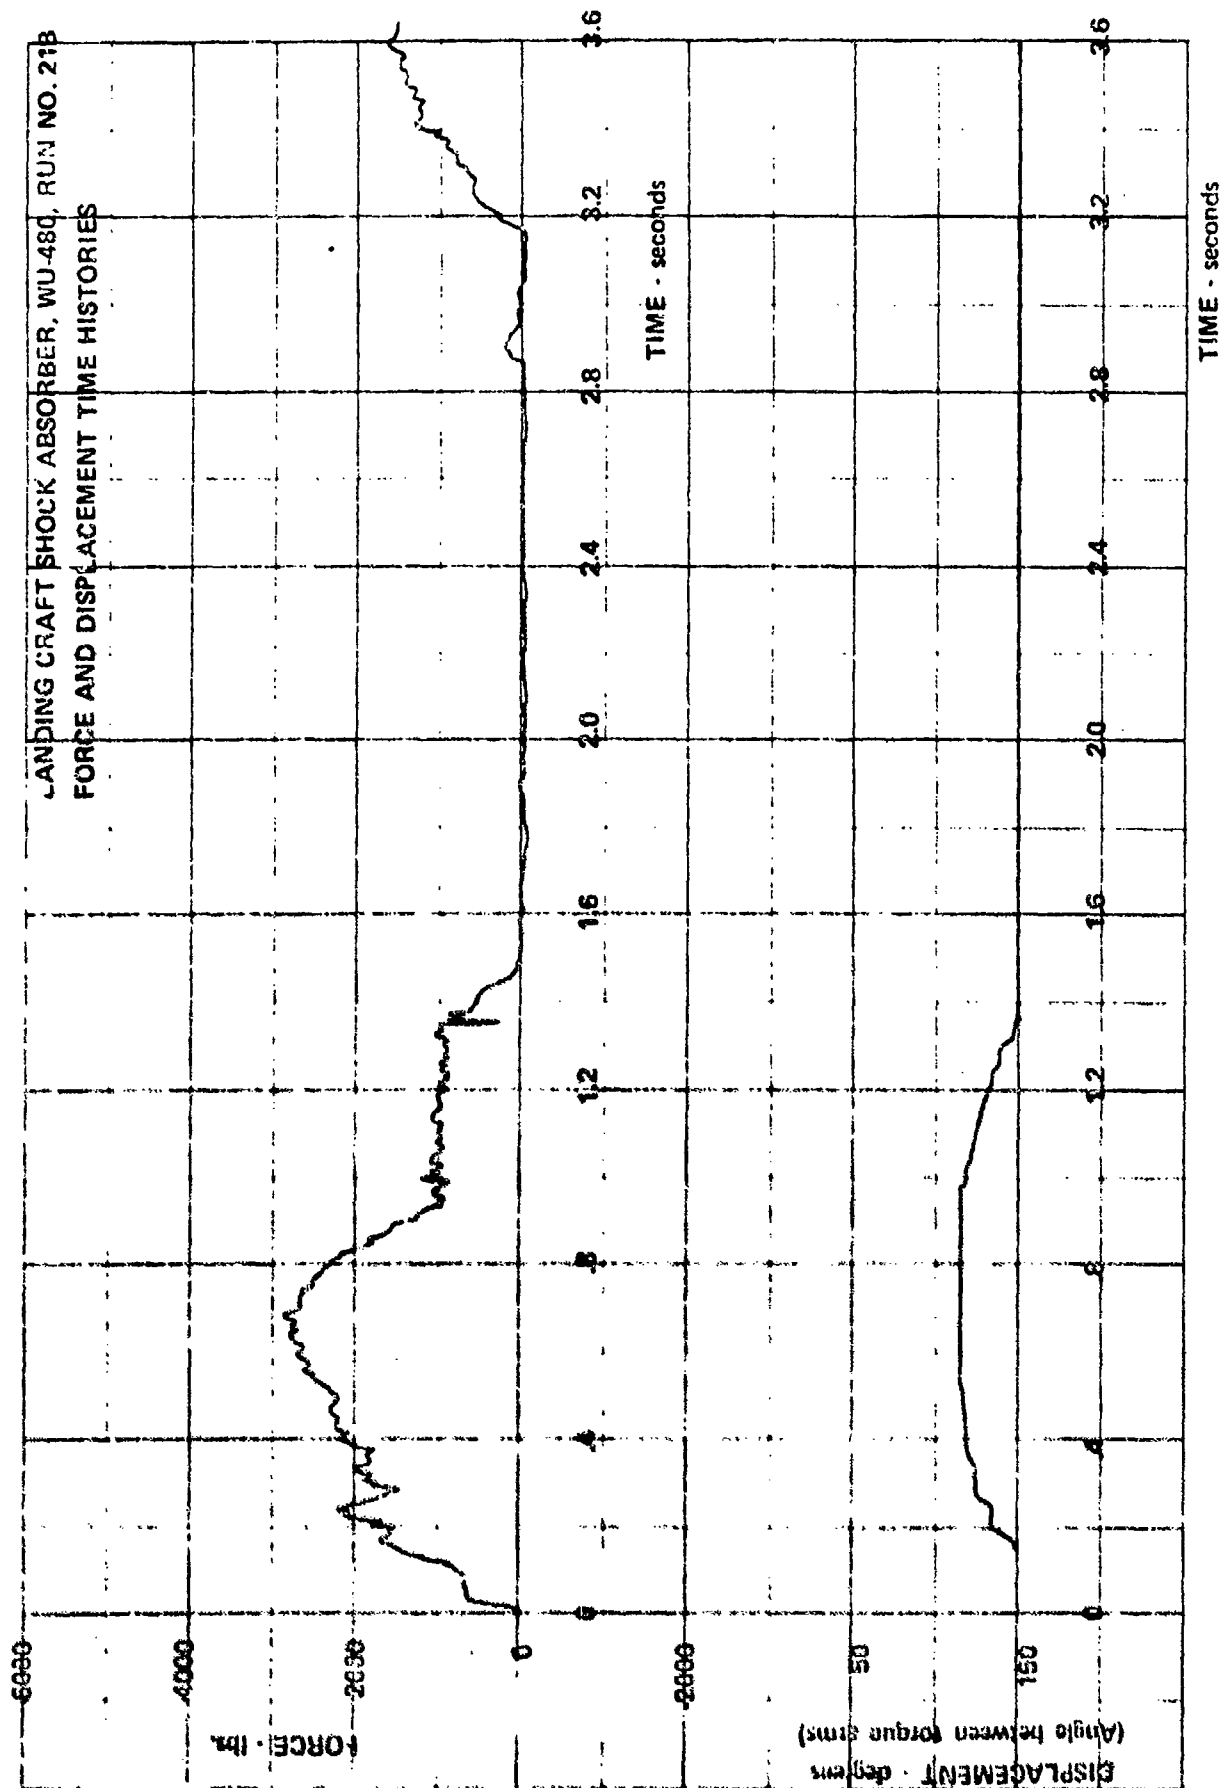 LANDING CRAFT SHOCK ABSORBER, WU-480, RUN NO. 21B
FORCE AND DISPLACEMENT TIME HISTORIES
FORCE - lbs.
6000
4000
2000
0
-2000
0 .4 .8 1.2 1.6 2.0 2.4 2.8 3.2 3.6
TIME - seconds
DISPLACEMENT - degrees
(Angle between torque arms)
50
150
0 .4 .8 1.2 1.6 2.0 2.4 2.8 3.2 3.6
TIME - seconds